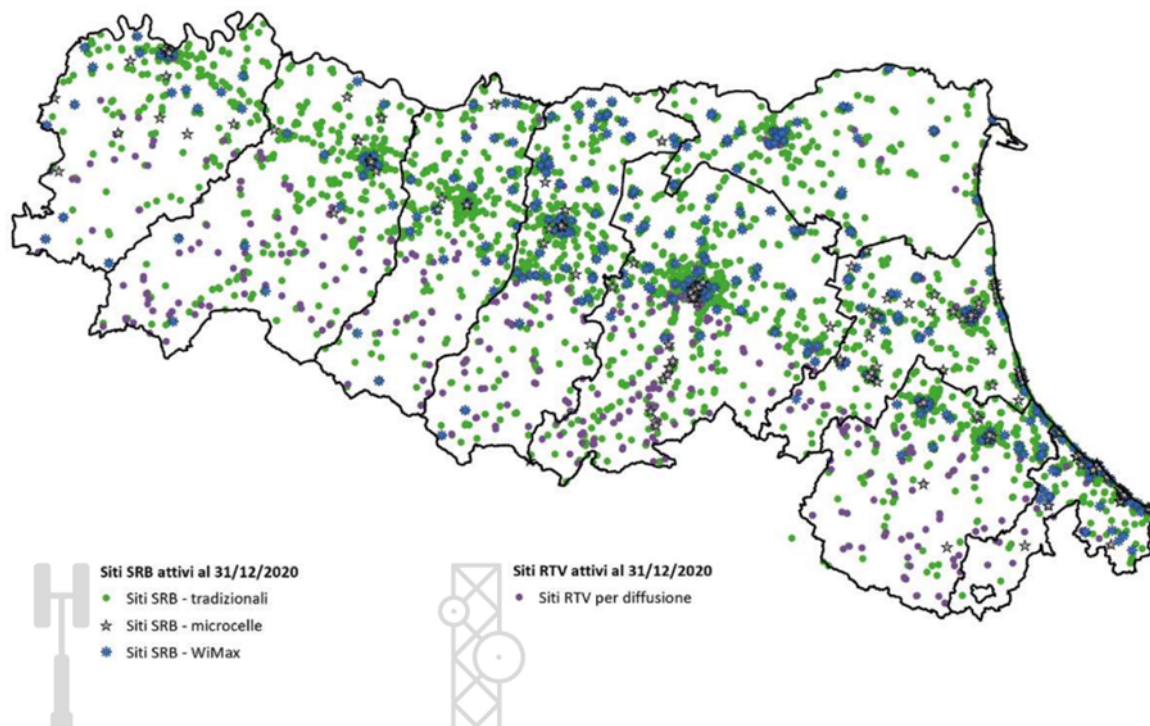 Siti SRB attivi al 31/12/2020
Siti SRB - tradizionali
Siti SRB - microcelle
Siti SRB - WiMax
Siti RTV attivi al 31/12/2020
Siti RTV per diffusione